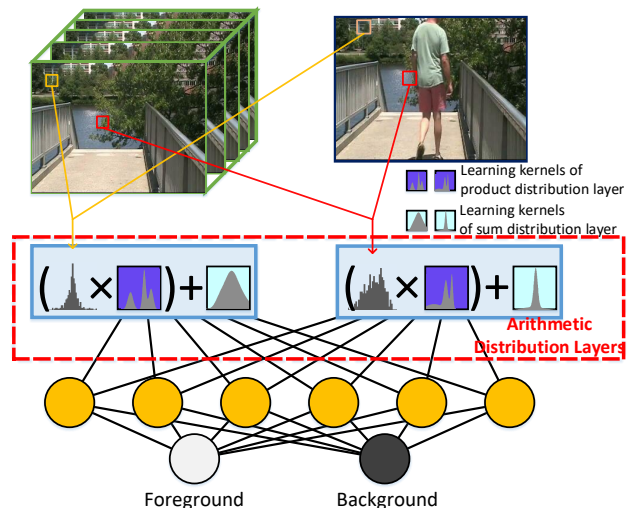 Learning kernels of
product distribution layer
Learning kernels
of sum distribution layer
( × ) + ( × ) +
Arithmetic
Distribution Layers
Foreground Background